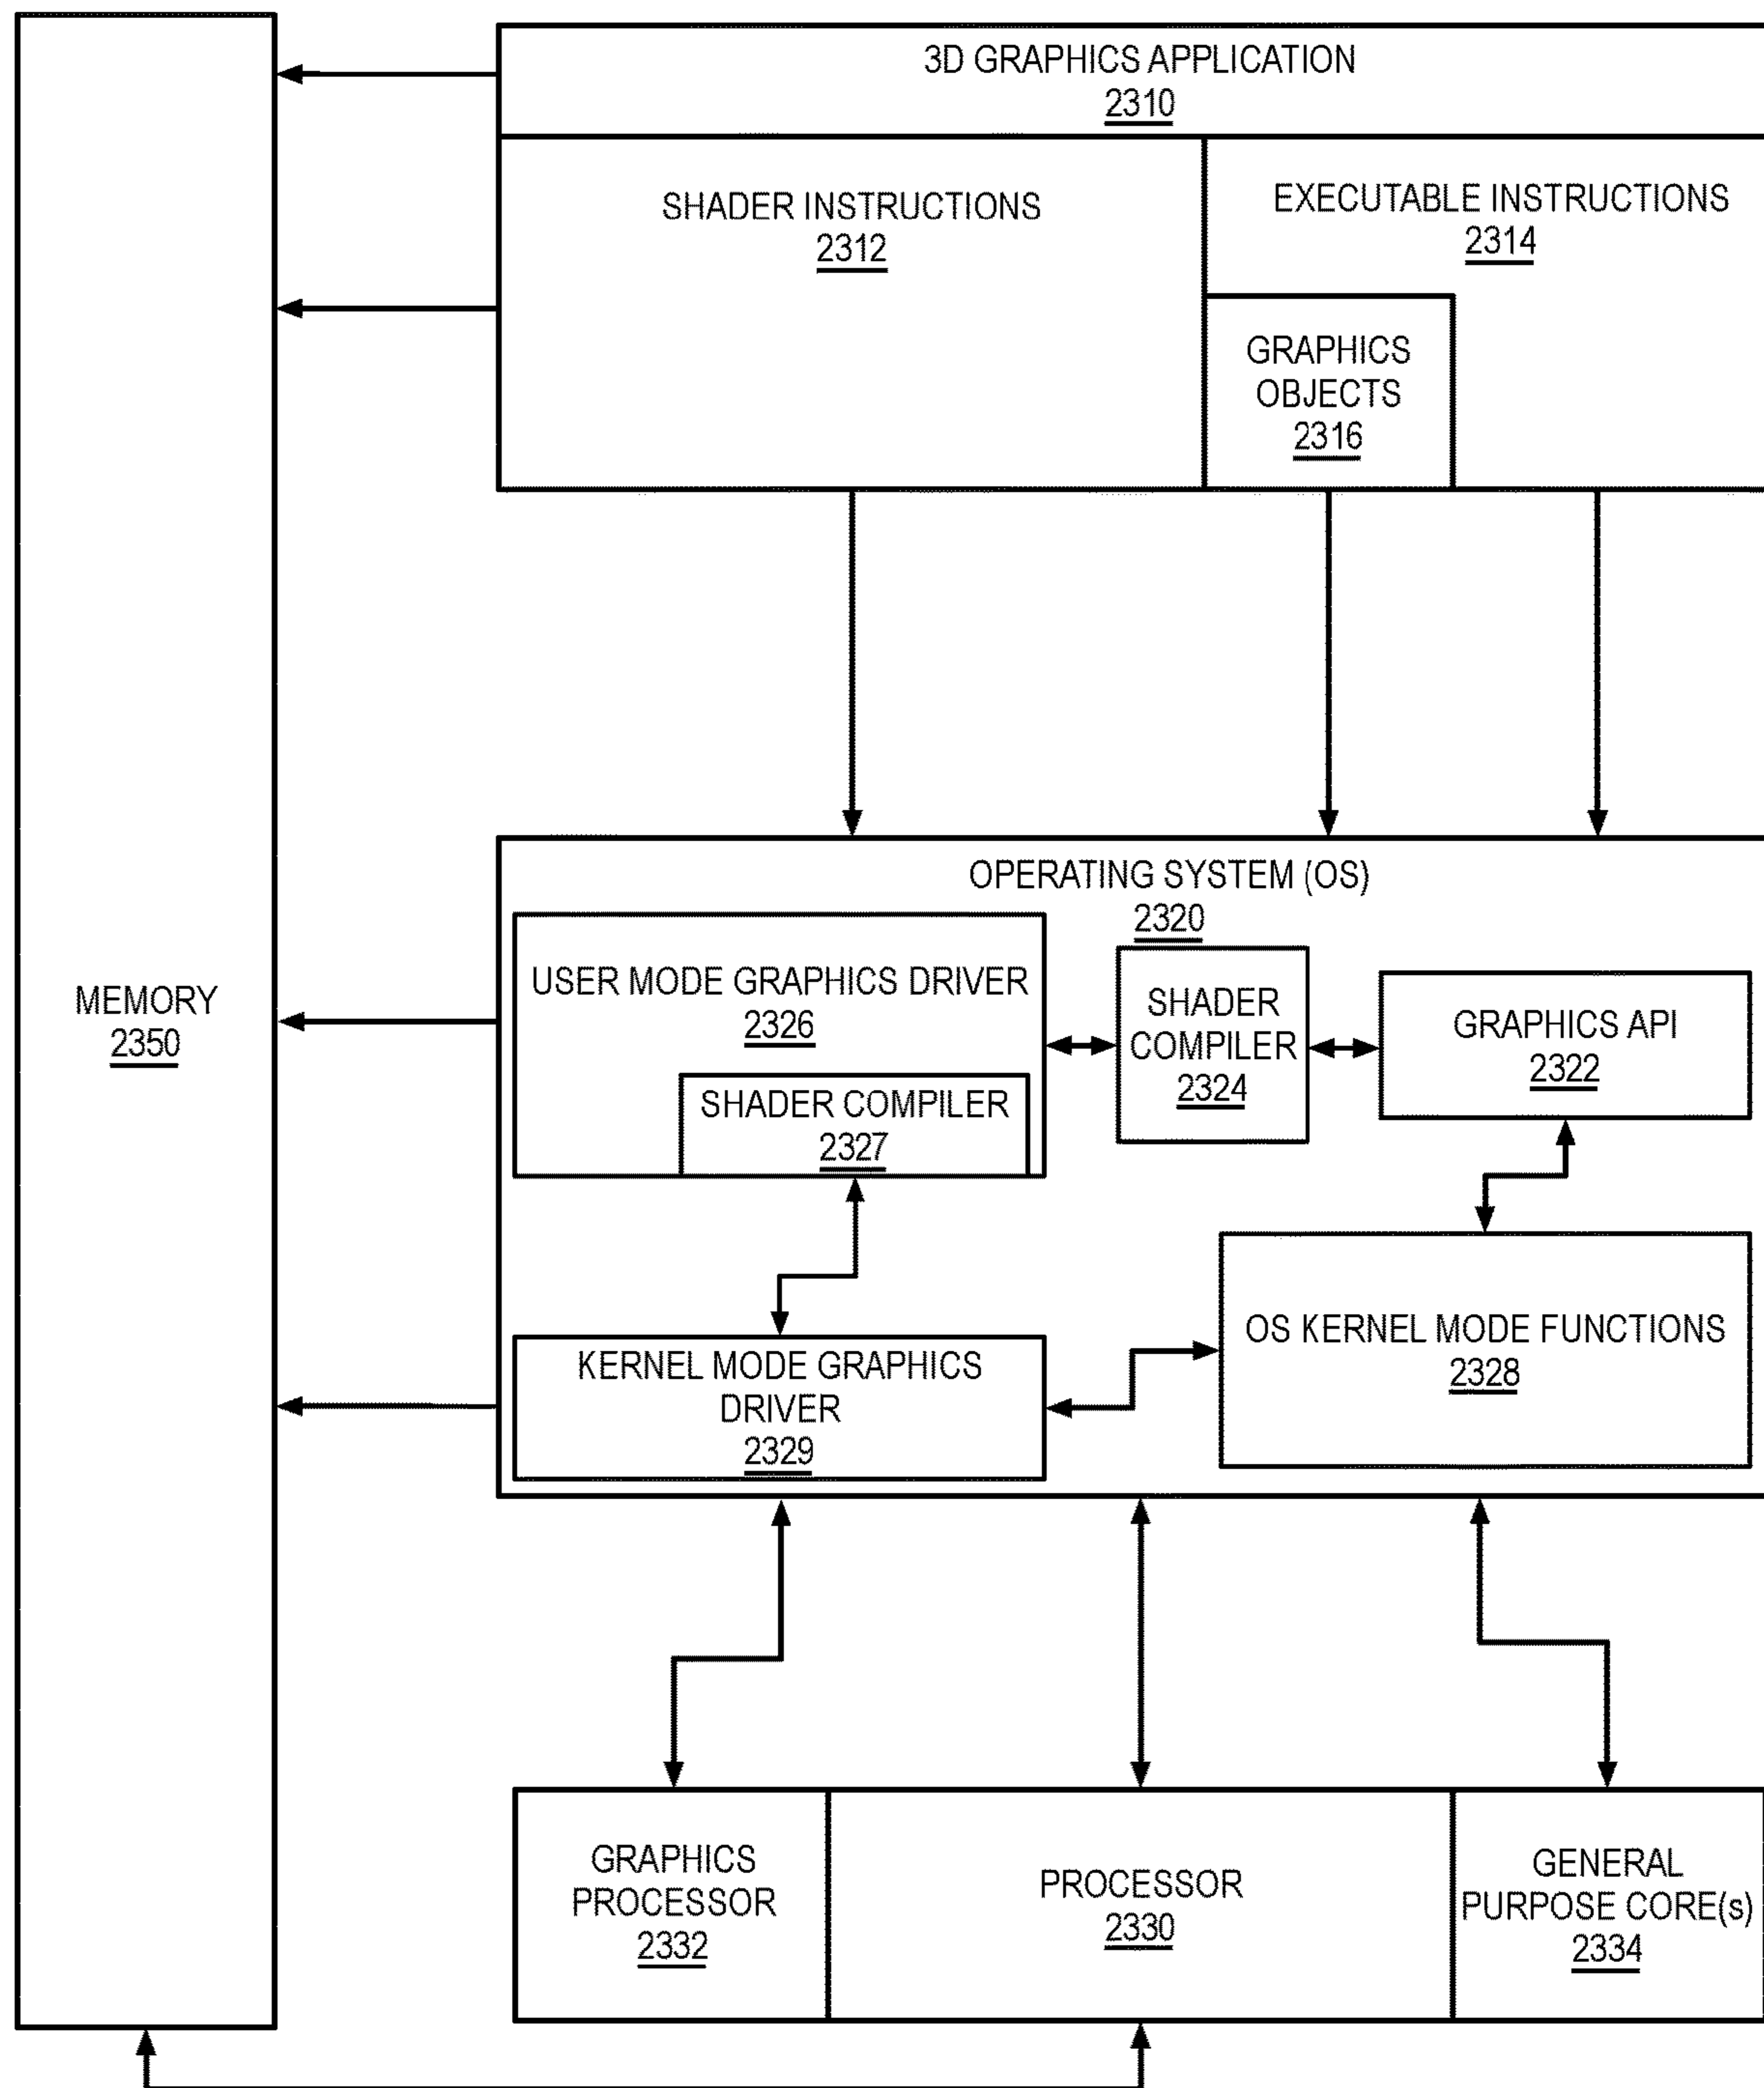 3D GRAPHICS APPLICATION
2310
SHADER INSTRUCTIONS
2312
EXECUTABLE INSTRUCTIONS
2314
GRAPHICS
OBJECTS
2316
MEMORY
2350
OPERATING SYSTEM (OS)
2320
USER MODE GRAPHICS DRIVER
2326
SHADER COMPILER
2327
SHADER
COMPILER
2324
GRAPHICS API
2322
KERNEL MODE GRAPHICS
DRIVER
2329
OS KERNEL MODE FUNCTIONS
2328
GRAPHICS
PROCESSOR
2332
PROCESSOR
2330
GENERAL
PURPOSE CORE(s)
2334